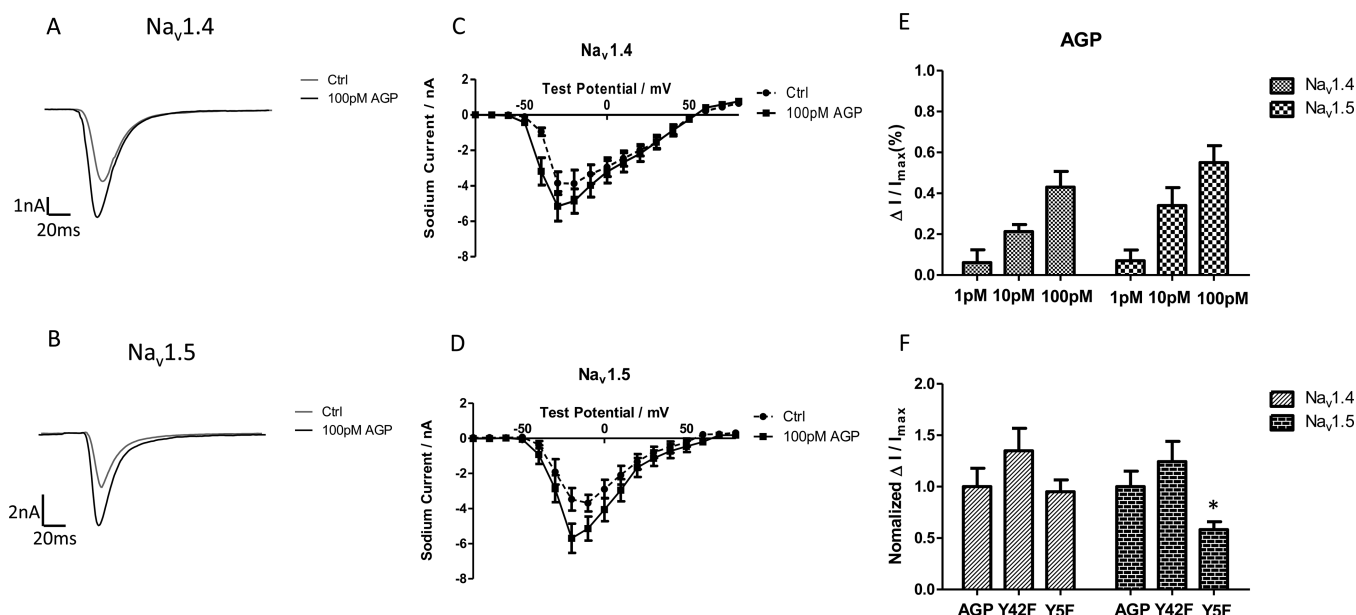 A
Nav1.4
Ctrl
100pM AGP
1nA
20ms
B
Nav1.5
Ctrl
100pM AGP
2nA
20ms
C
Nav1.4
Sodium Current / nA
Test Potential / mV
2
0
-2
-4
-6
-8
-50
0
50
Ctrl
100pM AGP
D
Nav1.5
Sodium Current / nA
Test Potential / mV
2
0
-2
-4
-6
-8
-50
0
50
Ctrl
100pM AGP
E
AGP
Δ I / Imax(%)
1.0
0.8
0.6
0.4
0.2
0.0
1pM 10pM 100pM 1pM 10pM 100pM
Nav1.4
Nav1.5
F
Nomalized Δ I / Imax
2.0
1.5
1.0
0.5
0.0
*
AGP Y42F Y5F AGP Y42F Y5F
Nav1.4
Nav1.5